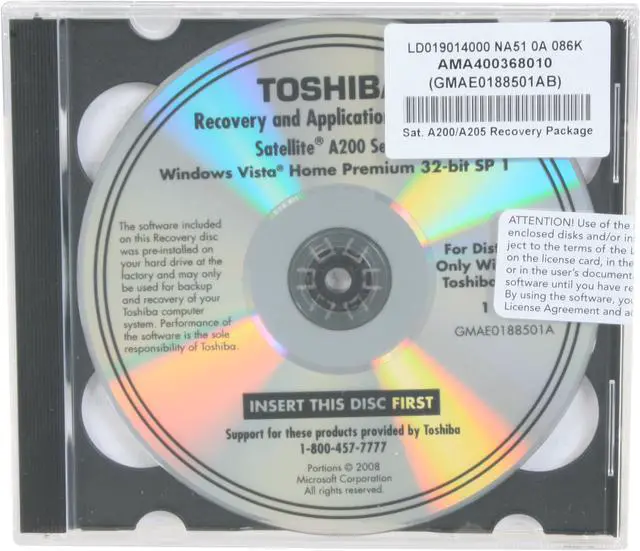 LD019014000 NA51 0A 086K
AMA400368010
(GMAE0188501AB)
Sat. A200/A205 Recovery Package
TOSHIBA
Recovery and Application
Satellite® A200 Se
Windows Vista® Home Premium 32-bit SP 1
The software included
on this Recovery disc
was pre-installed on
your hard drive at the
factory and may only
be used for backup
and recovery of your
Toshiba computer
system. Performance of
the software is the sole
responsibility of Toshiba.
ATTENTION! Use of the
enclosed disks and/or in
ject to the terms of the L
on the license card, in the
or in the user's document
software until you have re
By using the software, yo
License Agreement and a
For Dist
Only Wi
Toshiba
1
GMAE0188501A
INSERT THIS DISC FIRST
Support for these products provided by Toshiba
1-800-457-7777
Portions © 2008
Microsoft Corporation
All rights reserved.